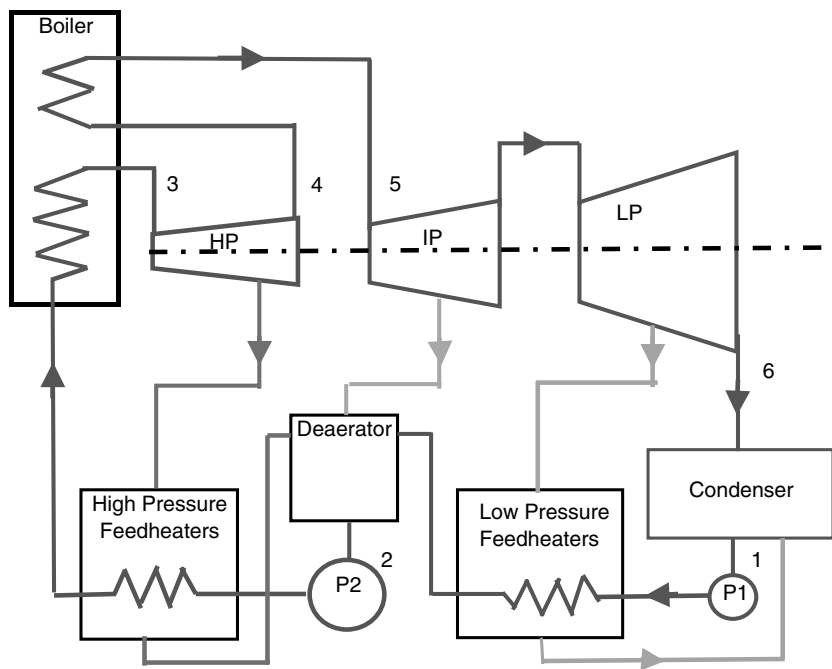 Boiler
3
4
5
HP
IP
LP
6
Deaerator
High Pressure
Feedheaters
Low Pressure
Feedheaters
Condenser
P2
2
P1
1